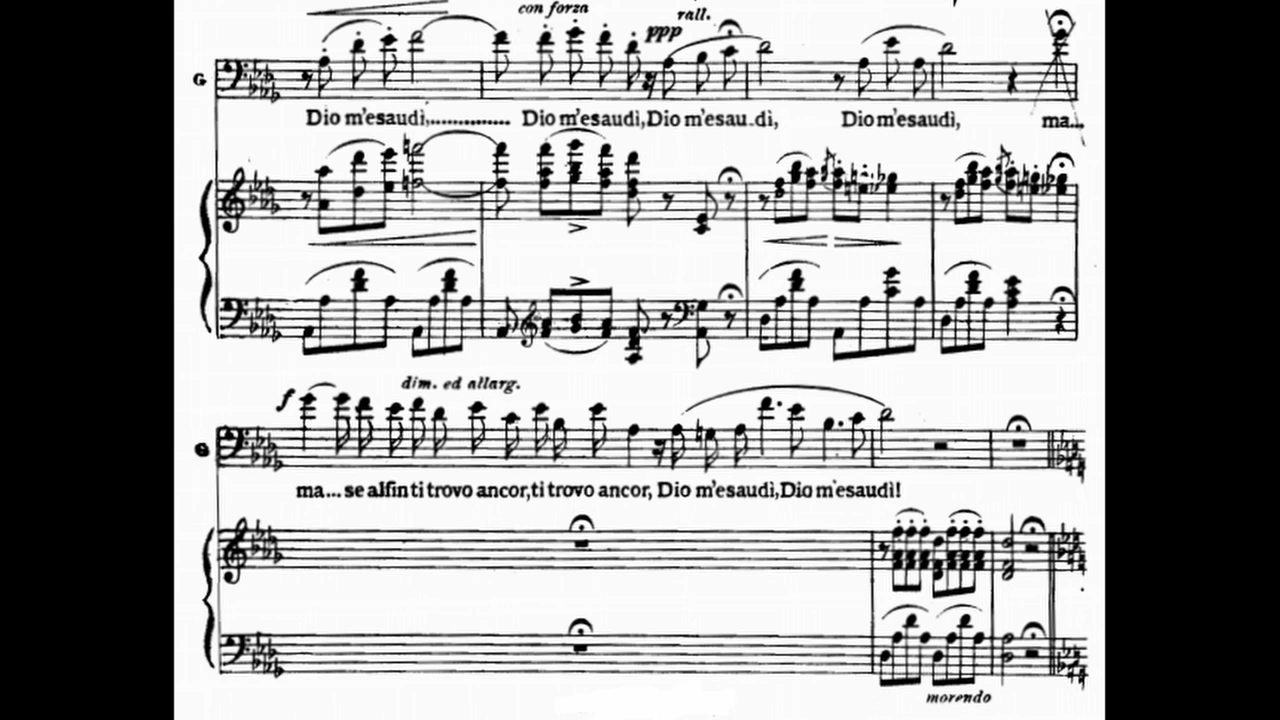 con forza
rall.
ppp
G
Dio m'esaudì,.............. Dio m'esaudì, Dio m'esau-dì, Dio m'esaudì, ma...
f
dim. ed allarg.
G
ma... se alfin ti trovo ancor, ti trovo ancor, Dio m'esaudì, Dio m'esaudì!
morendo